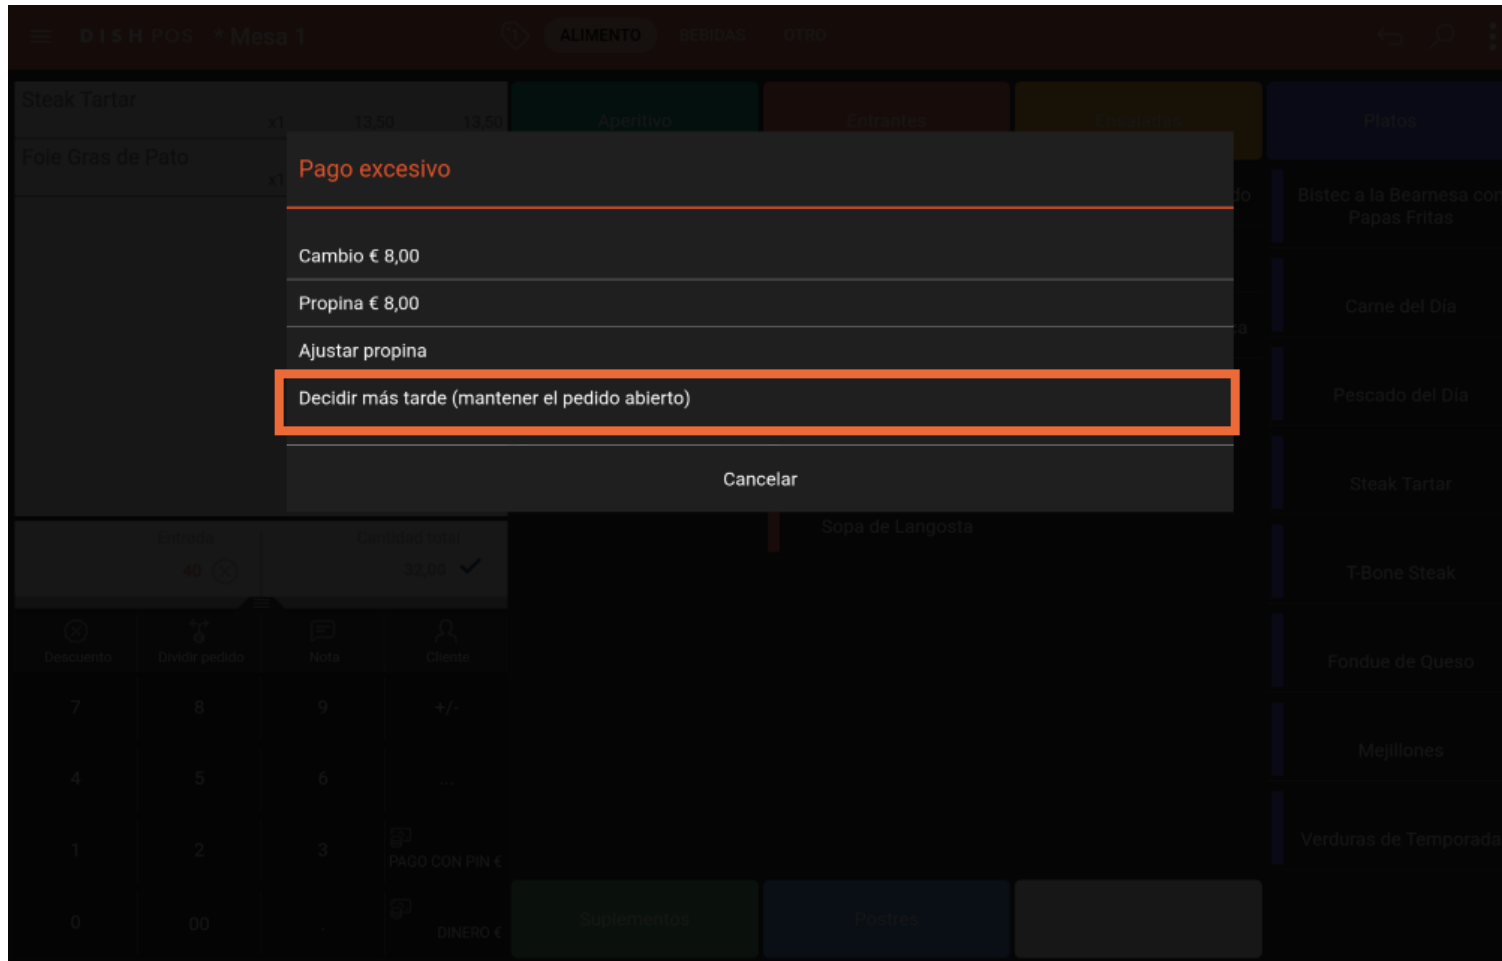 DISH POS * Mesa 1
ALIMENTO
BEBIDAS
OTRO
Steak Tartar
x1 13,50 13,50
Foie Gras de Pato
x1
Aperitivo
Entrantes
Ensaladas
Platos
Pago excesivo
Cambio € 8,00
Propina € 8,00
Ajustar propina
Decidir más tarde (mantener el pedido abierto)
Cancelar
do
a
Bistec a la Bearnesa con
Papas Fritas
Carne del Día
Pescado del Día
Steak Tartar
T-Bone Steak
Fondue de Queso
Mejillones
Verduras de Temporada
Sopa de Langosta
Entrada
40
Cantidad total
32,00
Descuento
Dividir pedido
Nota
Cliente
7 8 9 +/-
4 5 6 ...
1 2 3 PAGO CON PIN €
0 00 . DINERO €
Suplementos
Postres